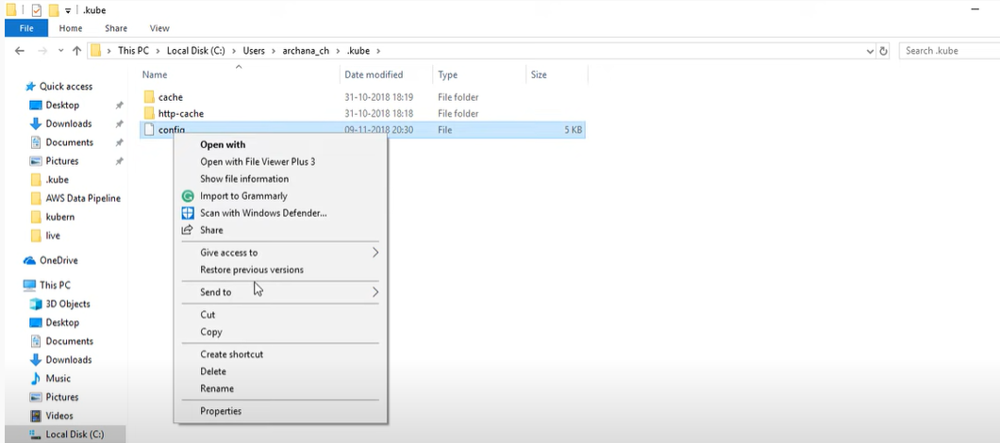 .kube
File Home Share View
This PC > Local Disk (C:) > Users > archana_ch > .kube >
Search .kube
Name Date modified Type Size
cache 31-10-2018 18:19 File folder
http-cache 31-10-2018 18:18 File folder
config 09-11-2018 20:30 File 5 KB
Quick access
Desktop
Downloads
Documents
Pictures
.kube
AWS Data Pipeline
kubern
live
OneDrive
This PC
3D Objects
Desktop
Documents
Downloads
Music
Pictures
Videos
Local Disk (C:)
Open with
Open with File Viewer Plus 3
Show file information
Import to Grammarly
Scan with Windows Defender...
Share
Give access to
Restore previous versions
Send to
Cut
Copy
Create shortcut
Delete
Rename
Properties